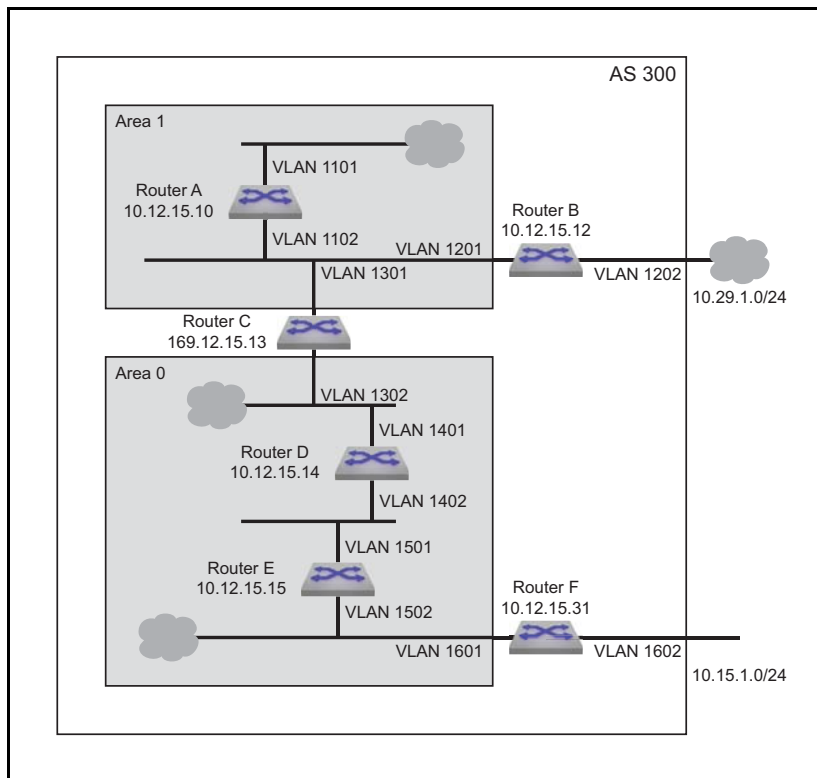 AS 300
Area 1
VLAN 1101
Router A
10.12.15.10
VLAN 1102
VLAN 1201
Router B
10.12.15.12
VLAN 1202
10.29.1.0/24
VLAN 1301
Router C
169.12.15.13
Area 0
VLAN 1302
VLAN 1401
Router D
10.12.15.14
VLAN 1402
VLAN 1501
Router E
10.12.15.15
VLAN 1502
Router F
10.12.15.31
VLAN 1601
VLAN 1602
10.15.1.0/24